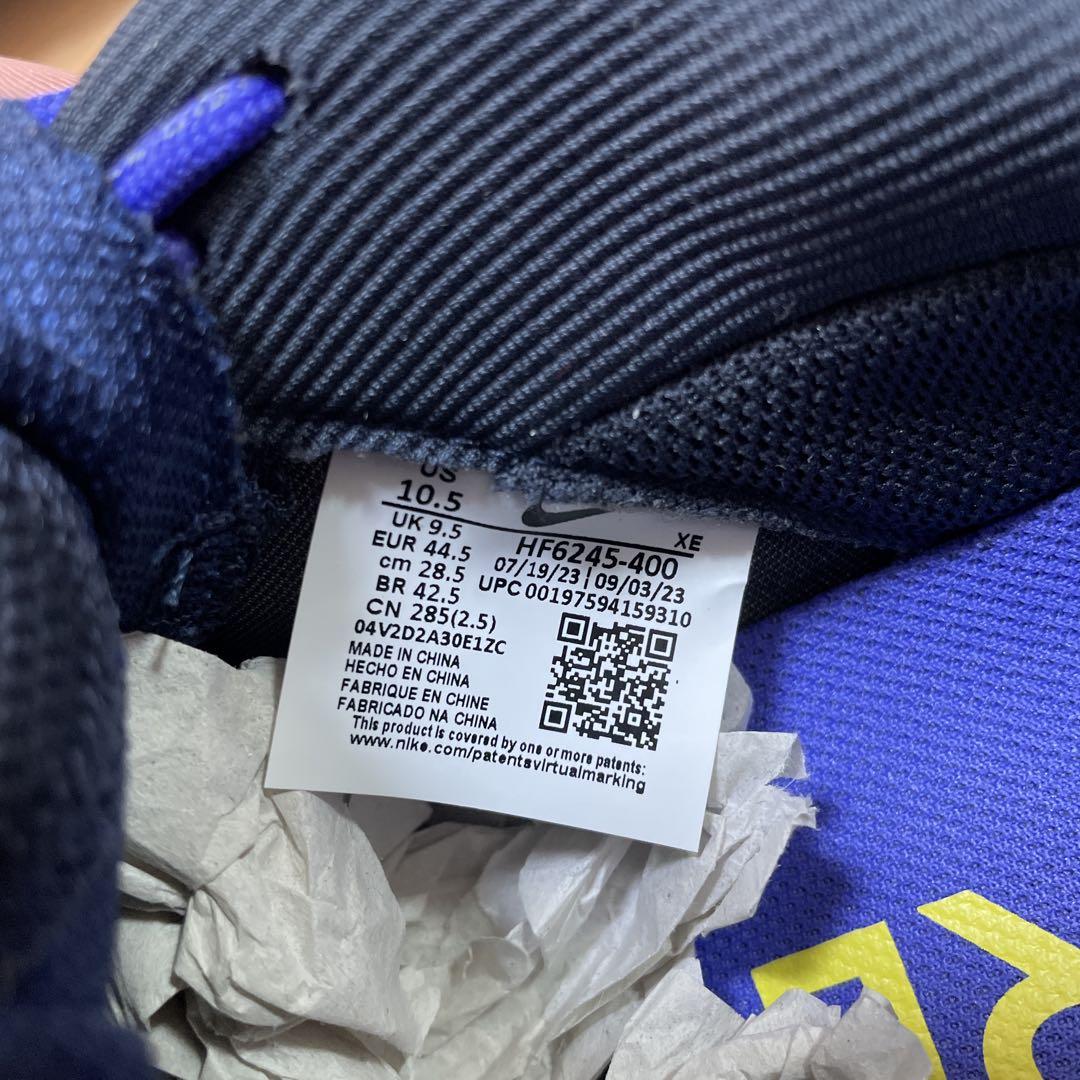 US
10.5
UK 9.5
EUR 44.5
cm 28.5
BR 42.5
CN 285(2.5)
04V2D2A30E1ZC
MADE IN CHINA
HECHO EN CHINA
FABRIQUE EN CHINE
FABRICADO NA CHINA
XE
HF6245-400
07/19/23 | 09/03/23
UPC 00197594159310
This product is covered by one or more patents:
www.nike.com/patentsvirtualmarking